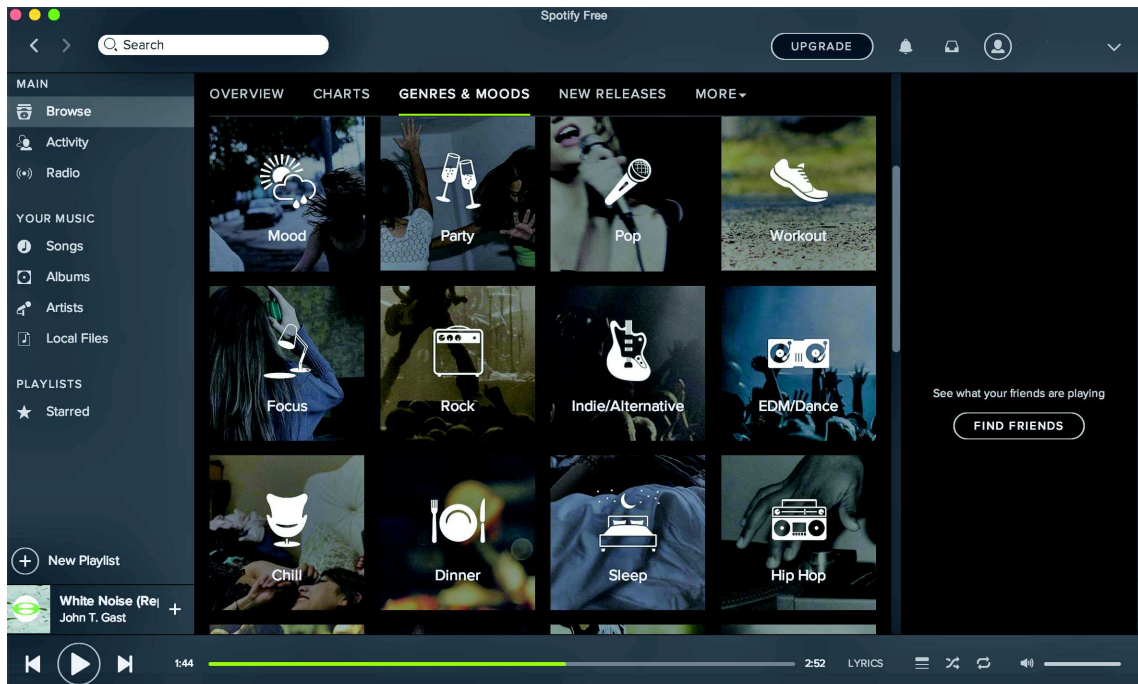 Spotify Free
Search
UPGRADE
MAIN
Browse
Activity
Radio
YOUR MUSIC
Songs
Albums
Artists
Local Files
PLAYLISTS
Starred
New Playlist
White Noise (Re
John T. Gast
OVERVIEW CHARTS GENRES & MOODS NEW RELEASES MORE
Mood Party Pop Workout
Focus Rock Indie/Alternative EDM/Dance
Chill Dinner Sleep Hip Hop
See what your friends are playing
FIND FRIENDS
1:44 2:52 LYRICS